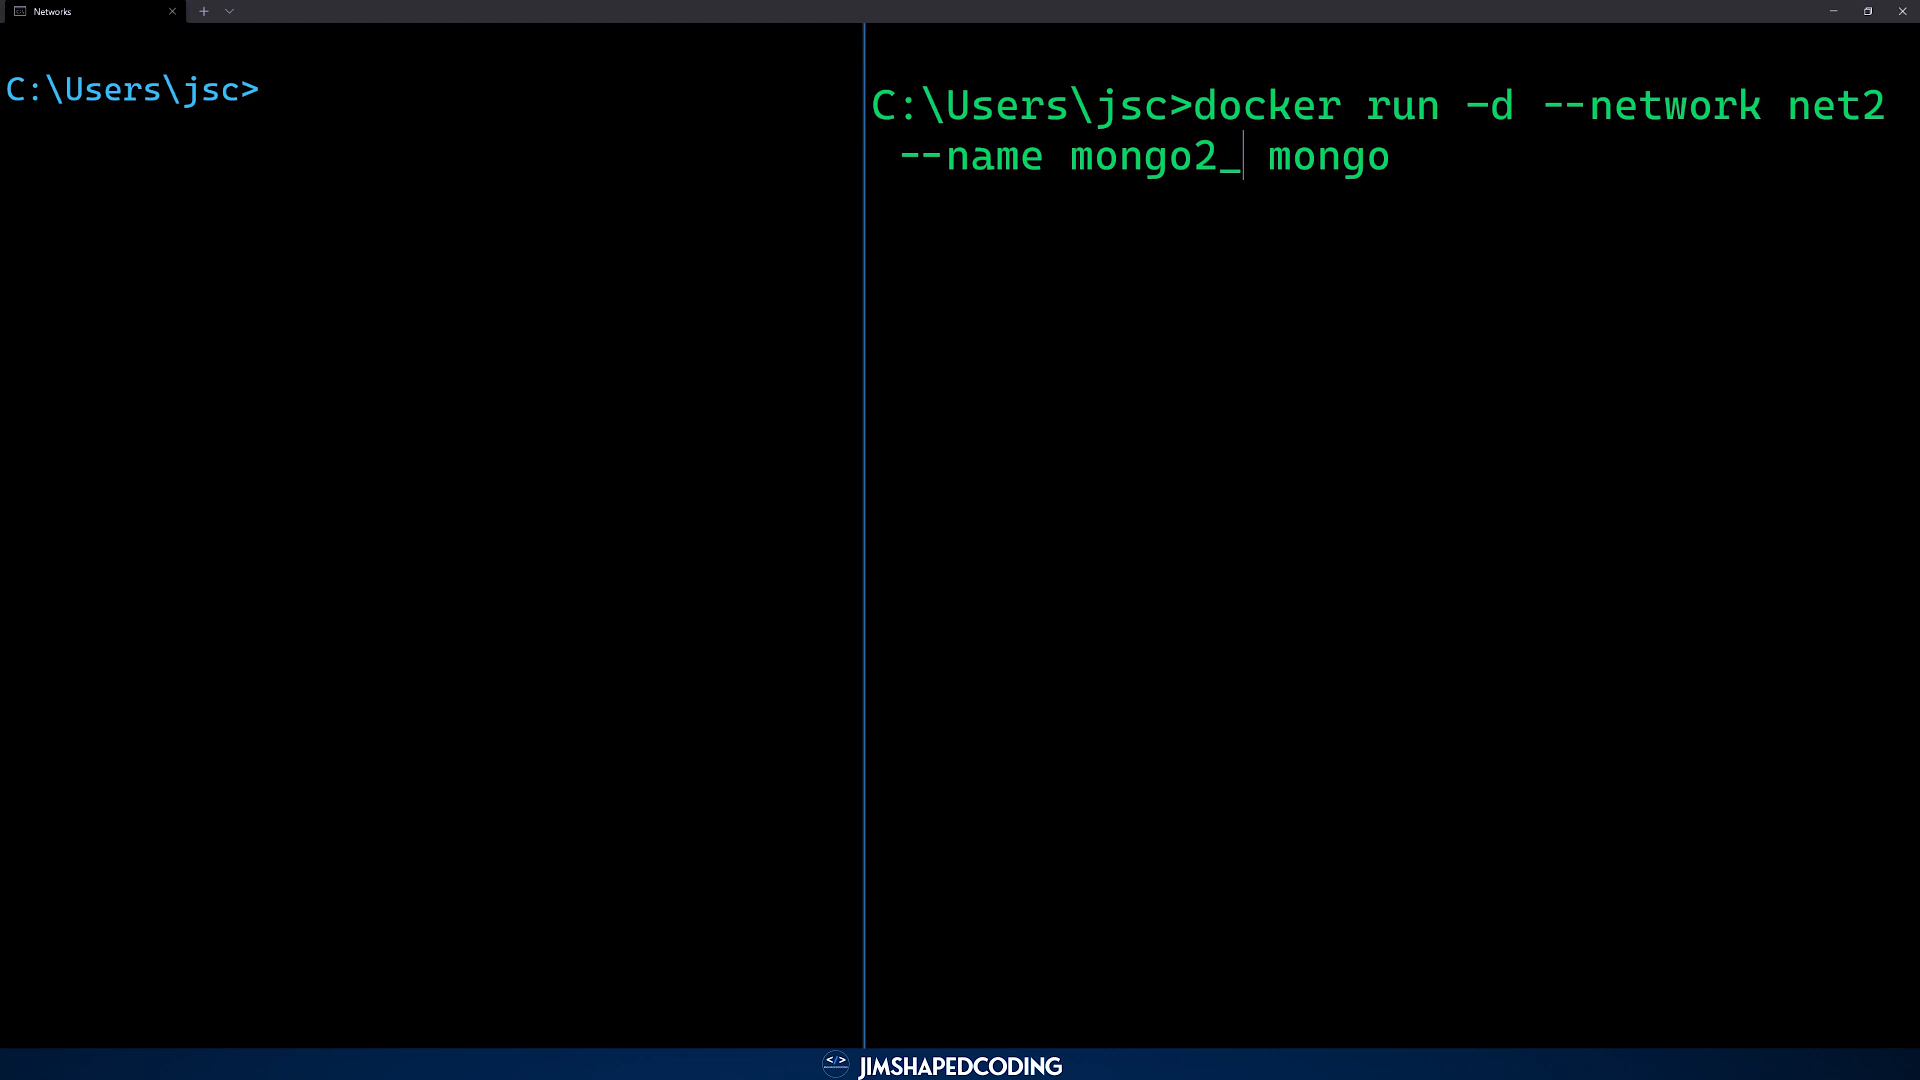 Networks
C:\Users\jsc>
C:\Users\jsc>docker run -d --network net2
--name mongo2_ mongo
</> JIMSHAPEDCODING